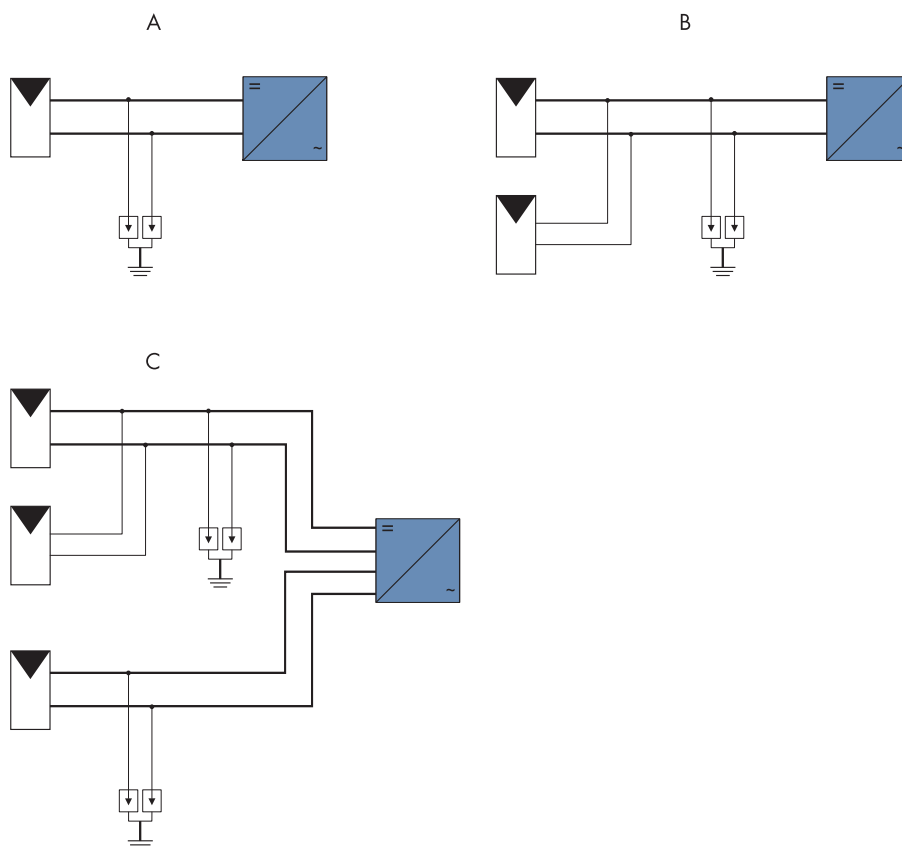 A
B
=
~
=
~
C
=
~